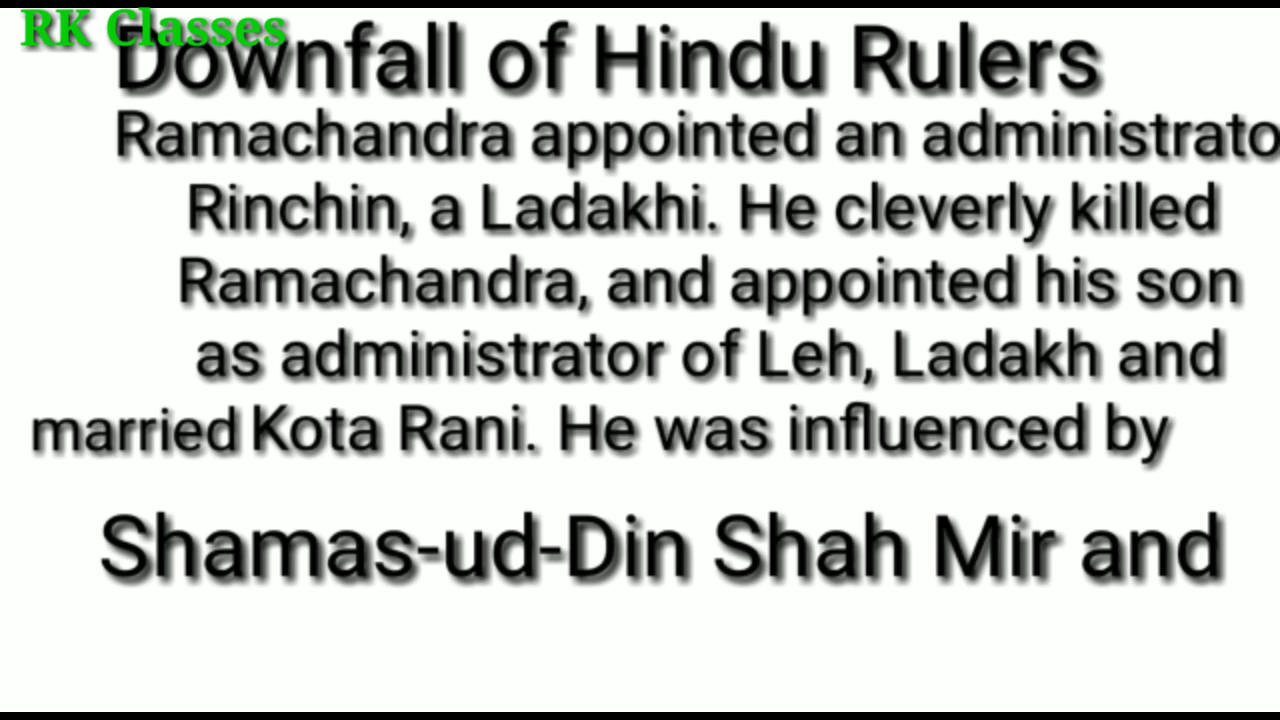 RK Classes
Downfall of Hindu Rulers
Ramachandra appointed an administrato
Rinchin, a Ladakhi. He cleverly killed
Ramachandra, and appointed his son
as administrator of Leh, Ladakh and
married Kota Rani. He was influenced by
Shamas-ud-Din Shah Mir and